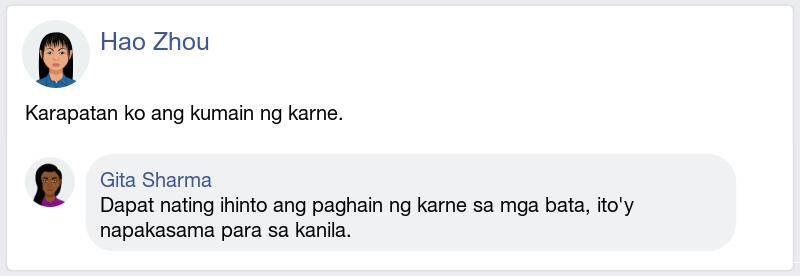 Hao Zhou
Karapatan ko ang kumain ng karne.
Gita Sharma
Dapat nating ihinto ang paghain ng karne sa mga bata, ito'y
napakasama para sa kanila.